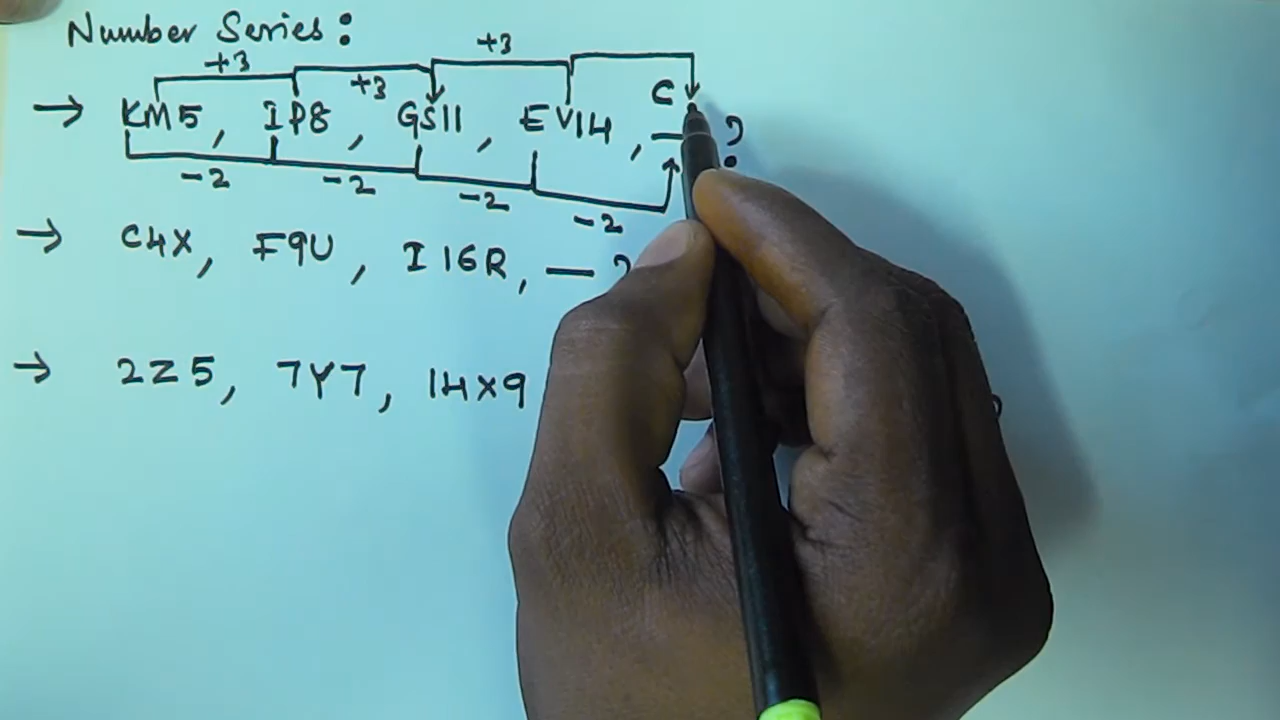 Number Series :
+3 +3 +3
→ KM5, IP8, GS11, EV14, C — ?
-2 -2 -2 -2
→ C4X, F9U, I16R, — ?
→ 2Z5, 7Y7, 14X9